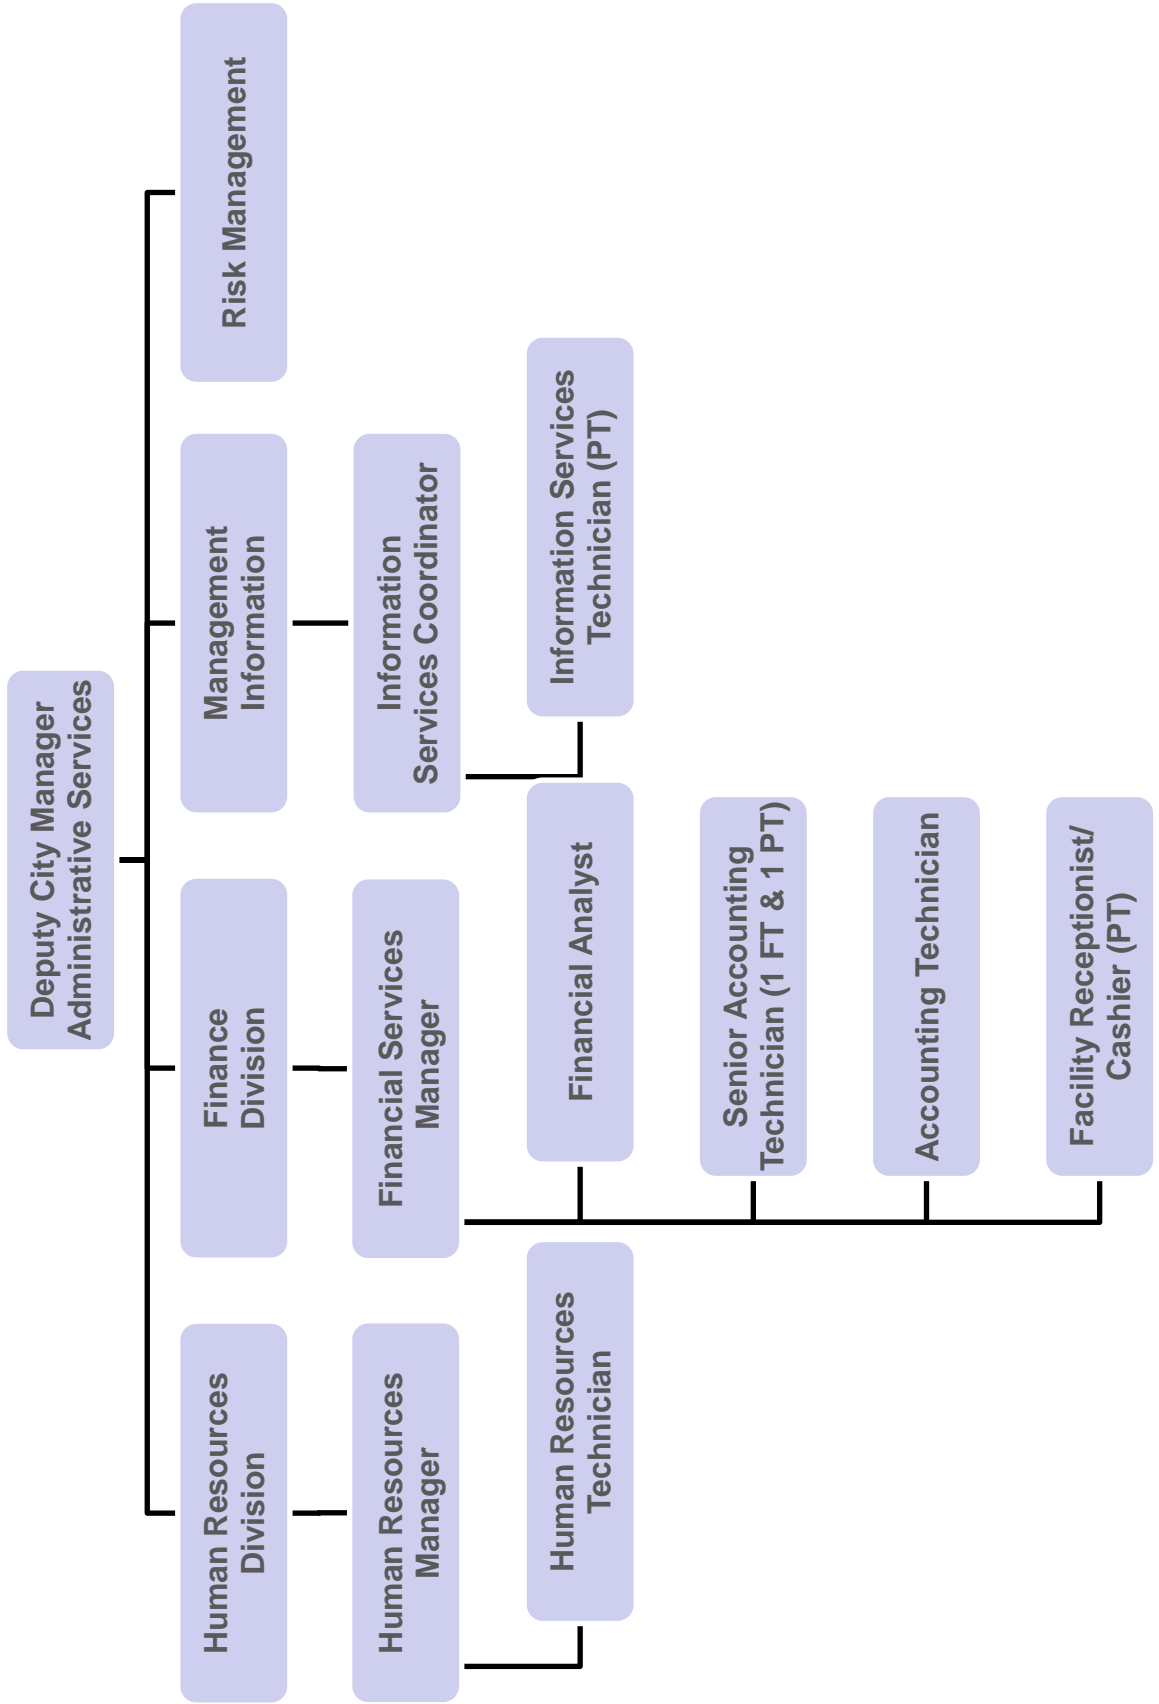 Deputy City Manager
Administrative Services
Human Resources
Division
Finance
Division
Management
Information
Risk Management
Human Resources
Manager
Financial Services
Manager
Information
Services Coordinator
Human Resources
Technician
Financial Analyst
Information Services
Technician (PT)
Senior Accounting
Technician (1 FT & 1 PT)
Accounting Technician
Facility Receptionist/
Cashier (PT)